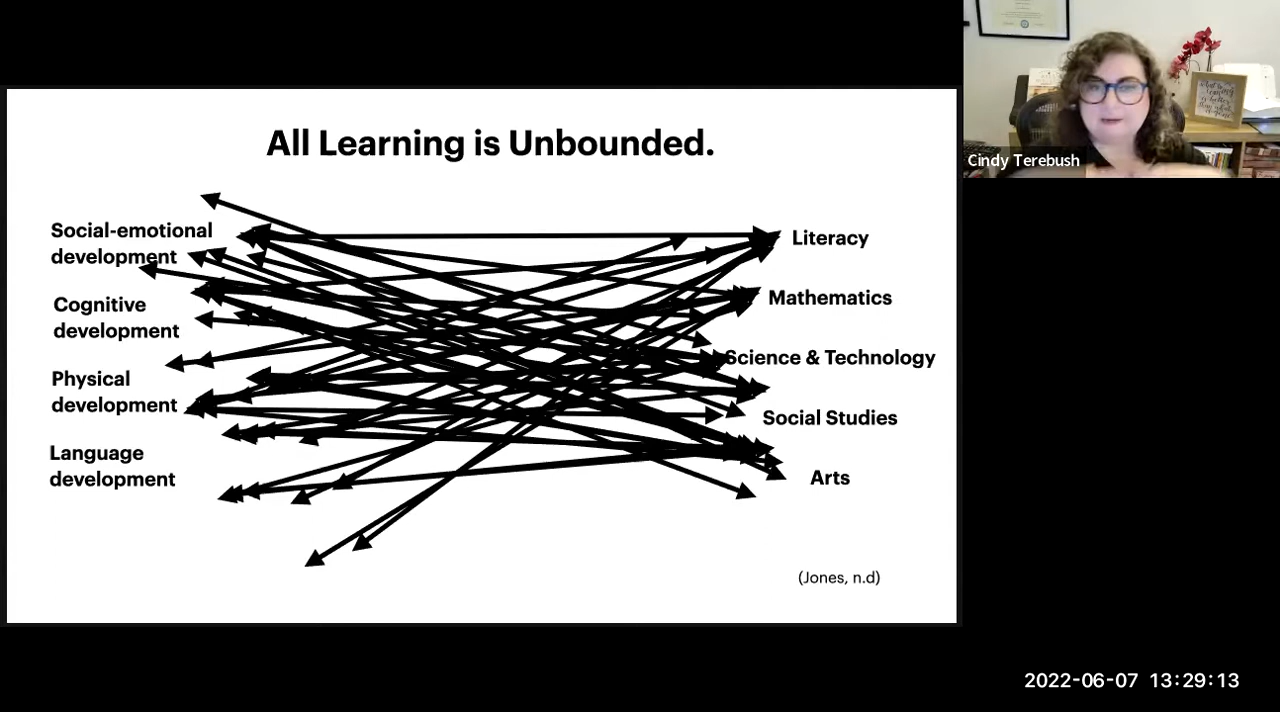 All Learning is Unbounded.
Social-emotional
development
Cognitive
development
Physical
development
Language
development
Literacy
Mathematics
Science & Technology
Social Studies
Arts
(Jones, n.d)
Cindy Terebush
2022-06-07 13:29:13